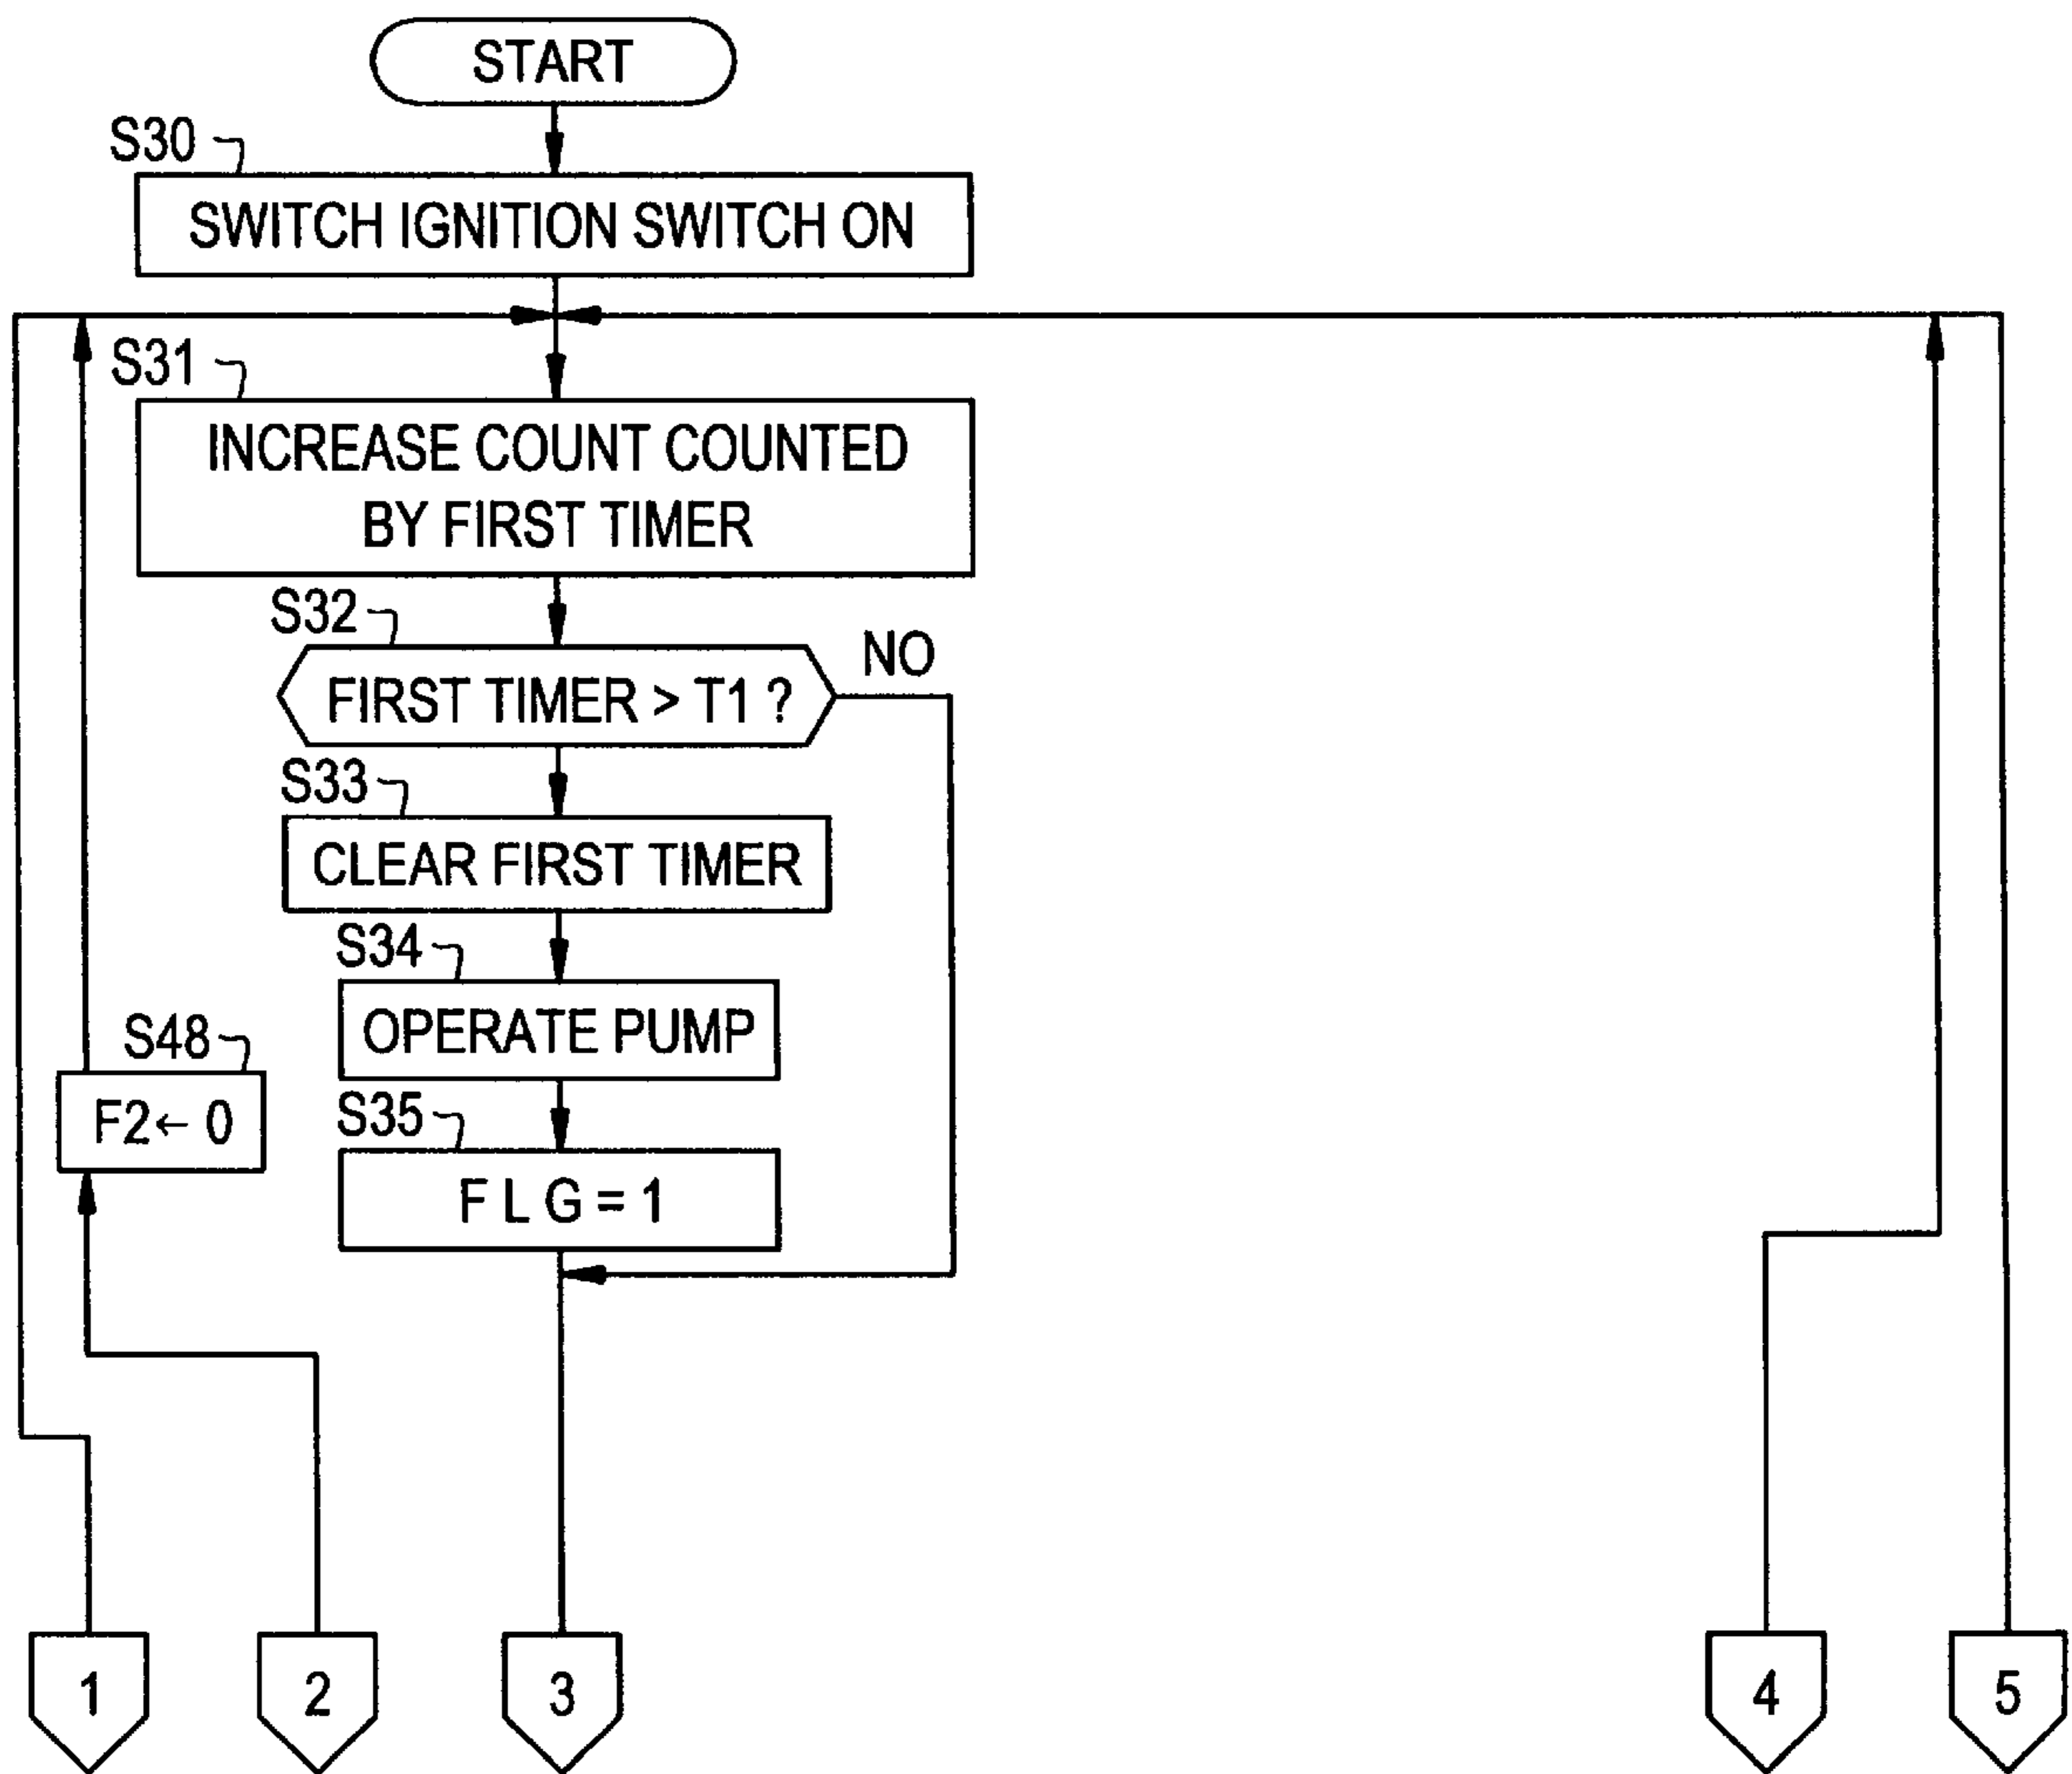 START
S30
SWITCH IGNITION SWITCH ON
S31
INCREASE COUNT COUNTED
BY FIRST TIMER
S32
NO
FIRST TIMER > T1 ?
S33
CLEAR FIRST TIMER
S34
OPERATE PUMP
S48
F2← 0
S35
F L G = 1
1
2
3
4
5